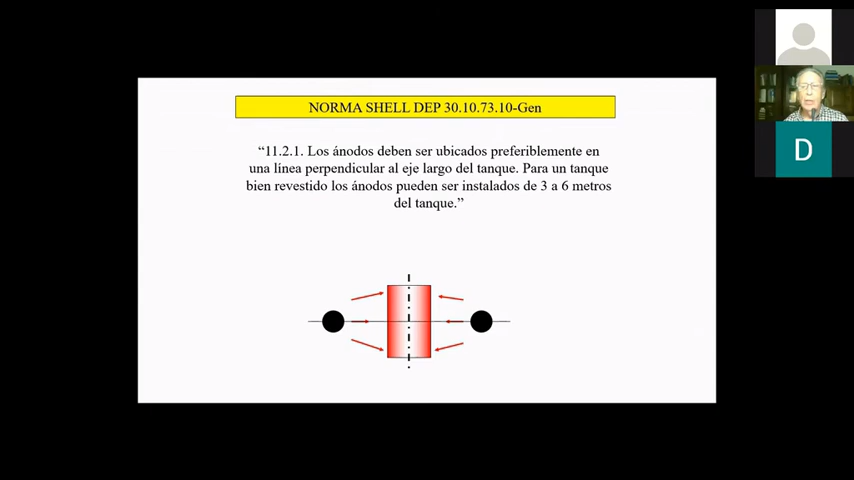 NORMA SHELL DEP 30.10.73.10-Gen
“11.2.1. Los ánodos deben ser ubicados preferiblemente en
una línea perpendicular al eje largo del tanque. Para un tanque
bien revestido los ánodos pueden ser instalados de 3 a 6 metros
del tanque.”
D